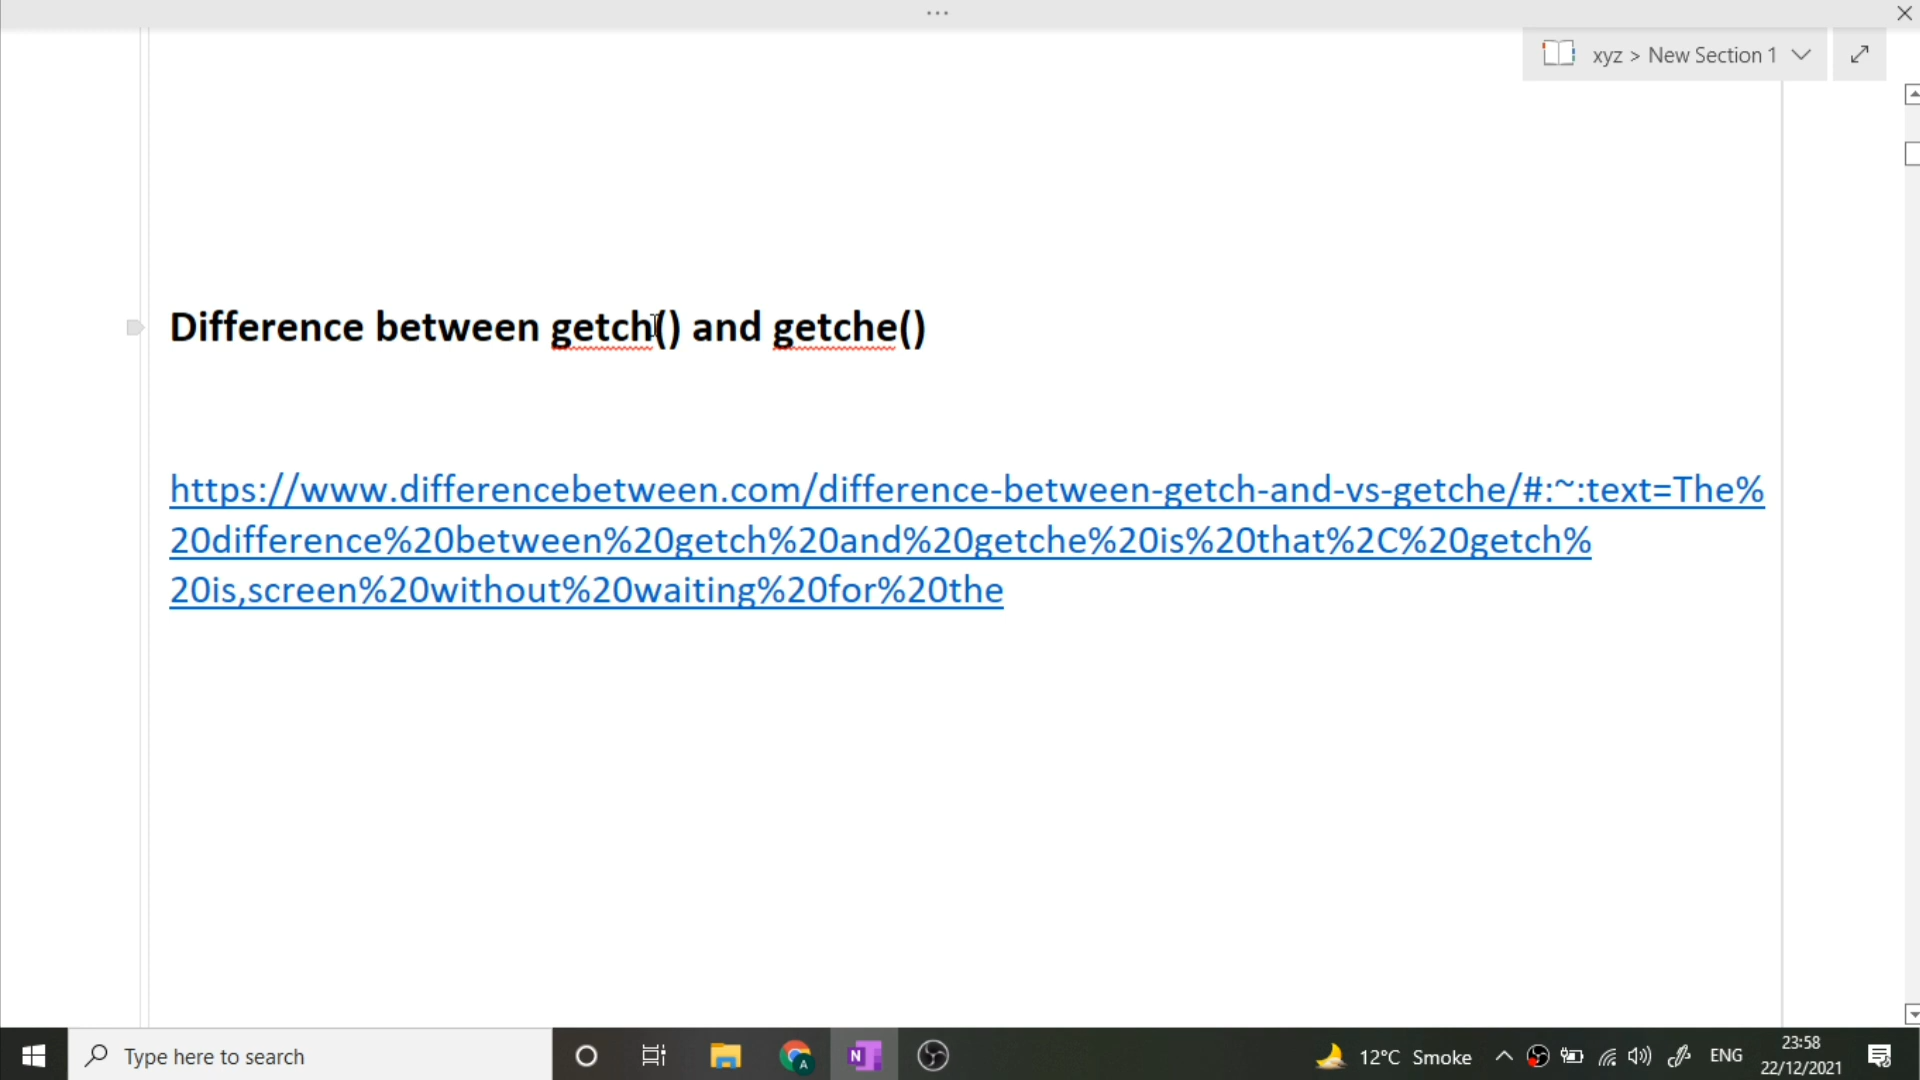 xyz > New Section 1
Difference between getch() and getche()
https://www.differencebetween.com/difference-between-getch-and-vs-getche/#:~:text=The%
20difference%20between%20getch%20and%20getche%20is%20that%2C%20getch%
20is,screen%20without%20waiting%20for%20the
Type here to search
12°C Smoke
ENG
23:58
22/12/2021